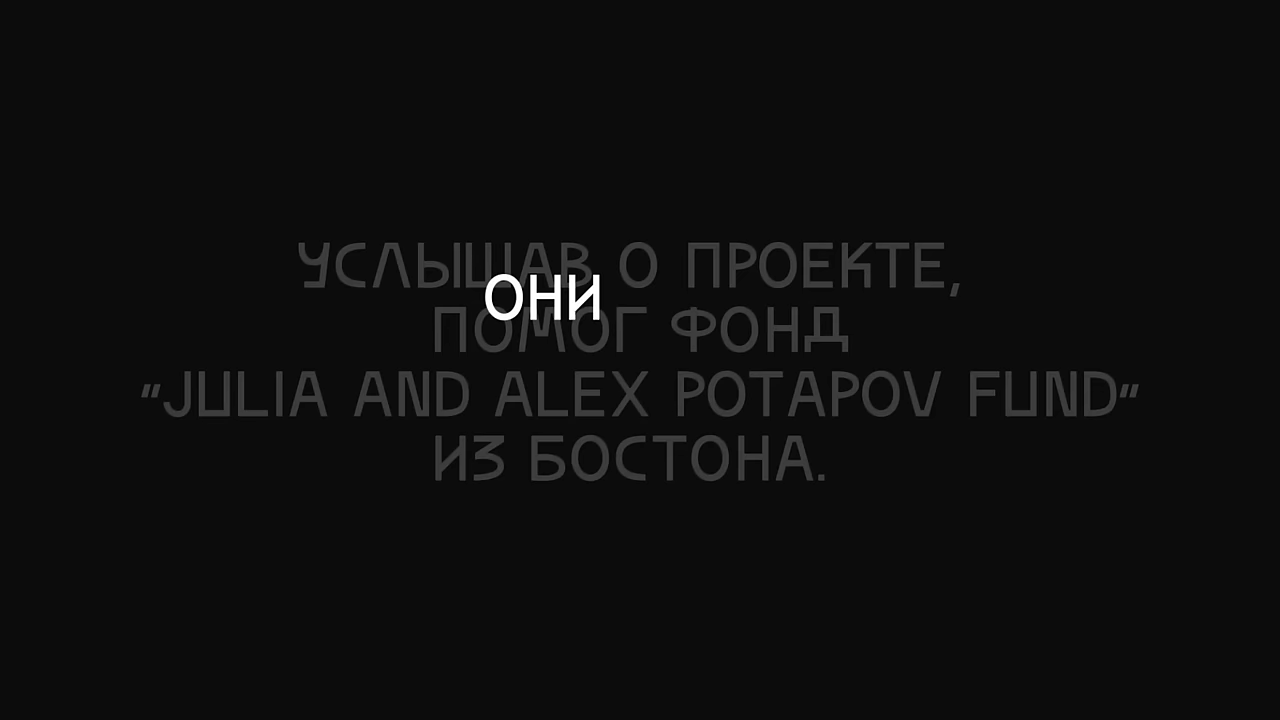 УСЛЫШАВ О ПРОЕКТЕ,
ОНИ
ПОМОГ ФОНД
“JULIA AND ALEX POTAPOV FUND”
ИЗ БОСТОНА.